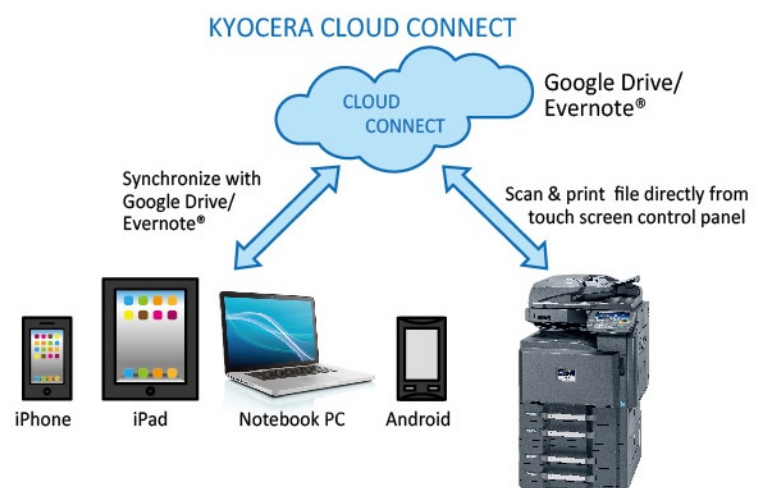 KYOCERA CLOUD CONNECT
CLOUD
CONNECT
Google Drive/
Evernote®
Synchronize with
Google Drive/
Evernote®
Scan & print file directly from
touch screen control panel
iPhone
iPad
Notebook PC
Android